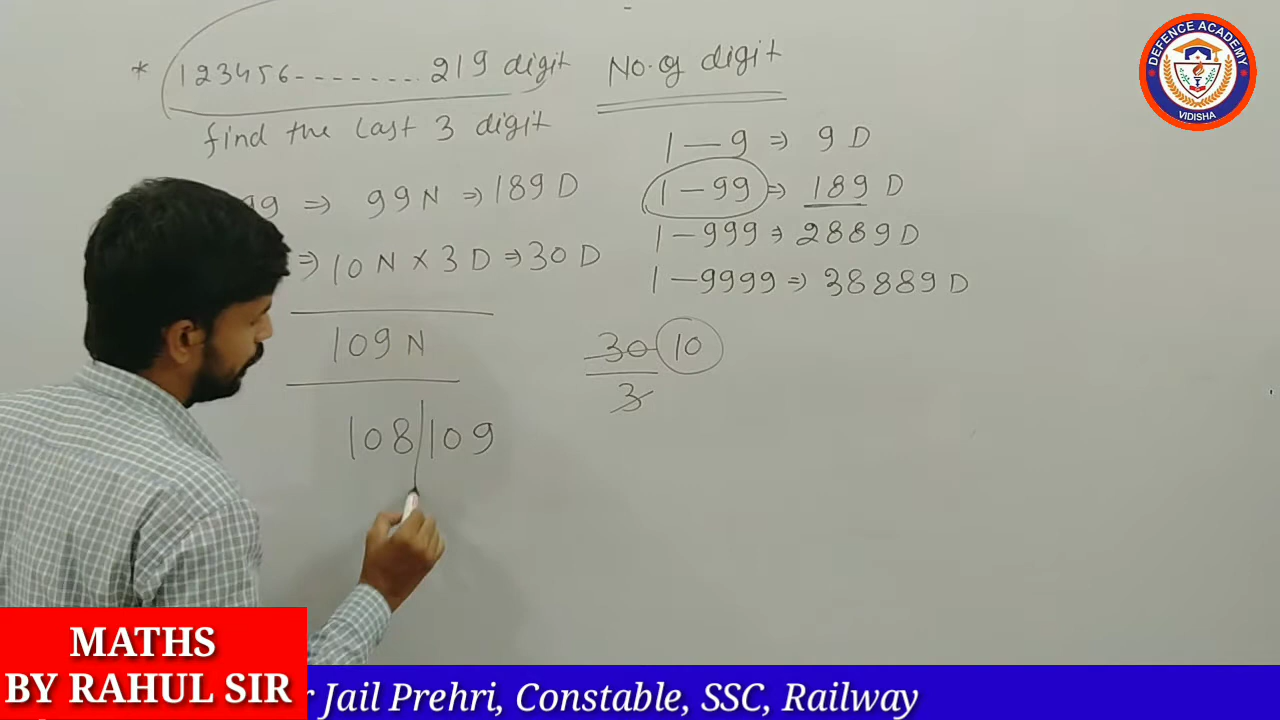 * 123456-------.219 digit
find the last 3 digit
99 ⇒ 99 N ⇒ 189 D
⇒ 10 N × 3 D ⇒ 30 D
109 N
108|109
No. of digit
1 — 9 ⇒ 9 D
1 — 99 ⇒ 189 D
1 — 999 ⇒ 2889 D
1 — 9999 ⇒ 38889 D
30 10
3
DEFENCE ACADEMY
VIDISHA
MATHS
BY RAHUL SIR
r Jail Prehri, Constable, SSC, Railway